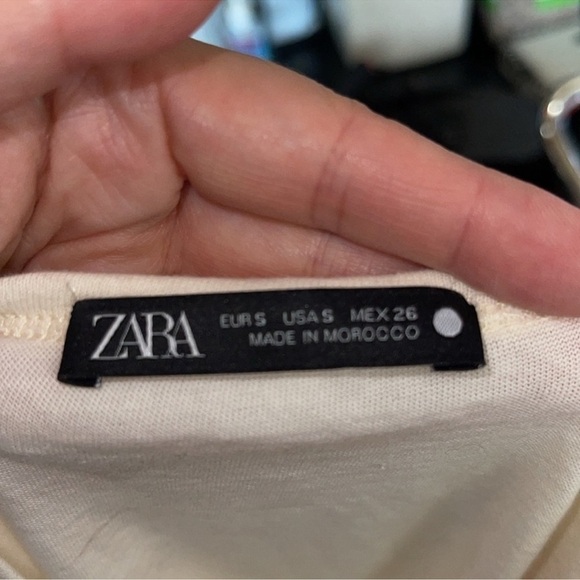 ZARA
EUR S USA S MEX 26
MADE IN MOROCCO